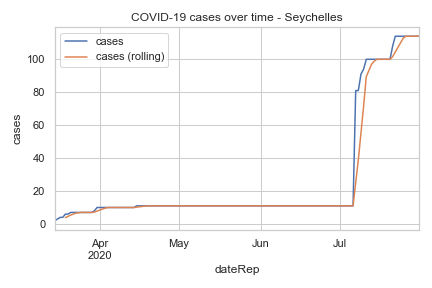 COVID-19 cases over time - Seychelles
cases
cases (rolling)
100
80
60
40
20
0
cases
Apr
2020
May
Jun
Jul
dateRep